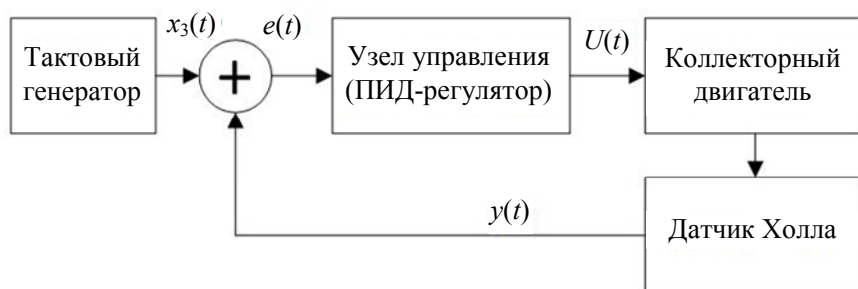 x₃(t)
e(t)
Тактовый
генератор
+
Узел управления
(ПИД-регулятор)
U(t)
Коллекторный
двигатель
y(t)
Датчик Холла